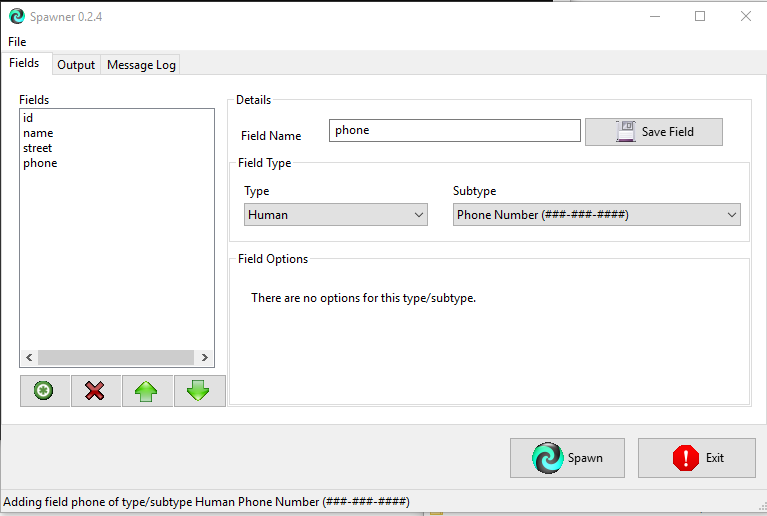 Spawner 0.2.4
File
Fields Output Message Log
Fields
id
name
street
phone
Details
Field Name phone Save Field
Field Type
Type Subtype
Human Phone Number (###-###-####)
Field Options
There are no options for this type/subtype.
Spawn Exit
Adding field phone of type/subtype Human Phone Number (###-###-####)